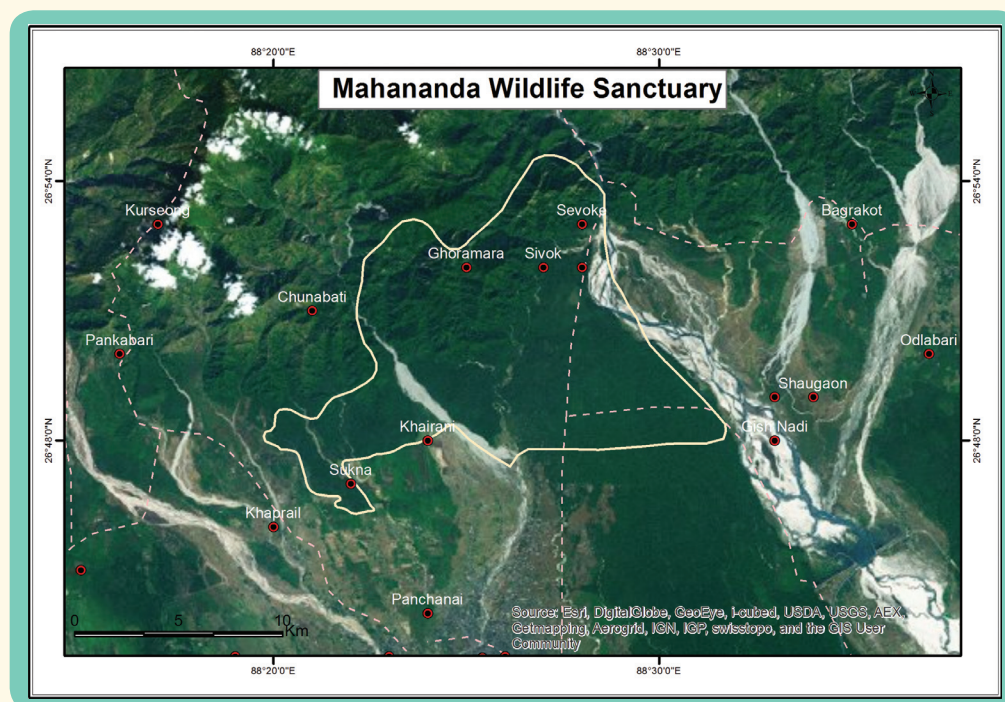 88°20'0"E
88°30'0"E
Mahananda Wildlife Sanctuary
26°54'0"N
26°54'0"N
Kurseong
Sevoke
Bagrakot
Ghoramara
Sivok
Chunabati
Pankabari
Odlabari
Shaugaon
Khairani
Gish Nadi
26°48'0"N
26°48'0"N
Sukna
Khaprail
Panchanai
0
5
10
Km
Source: Esri, DigitalGlobe, GeoEye, i-cubed, USDA, USGS, AEX,
Getmapping, Aerogrid, IGN, IGP, swisstopo, and the GIS User
Community
88°20'0"E
88°30'0"E